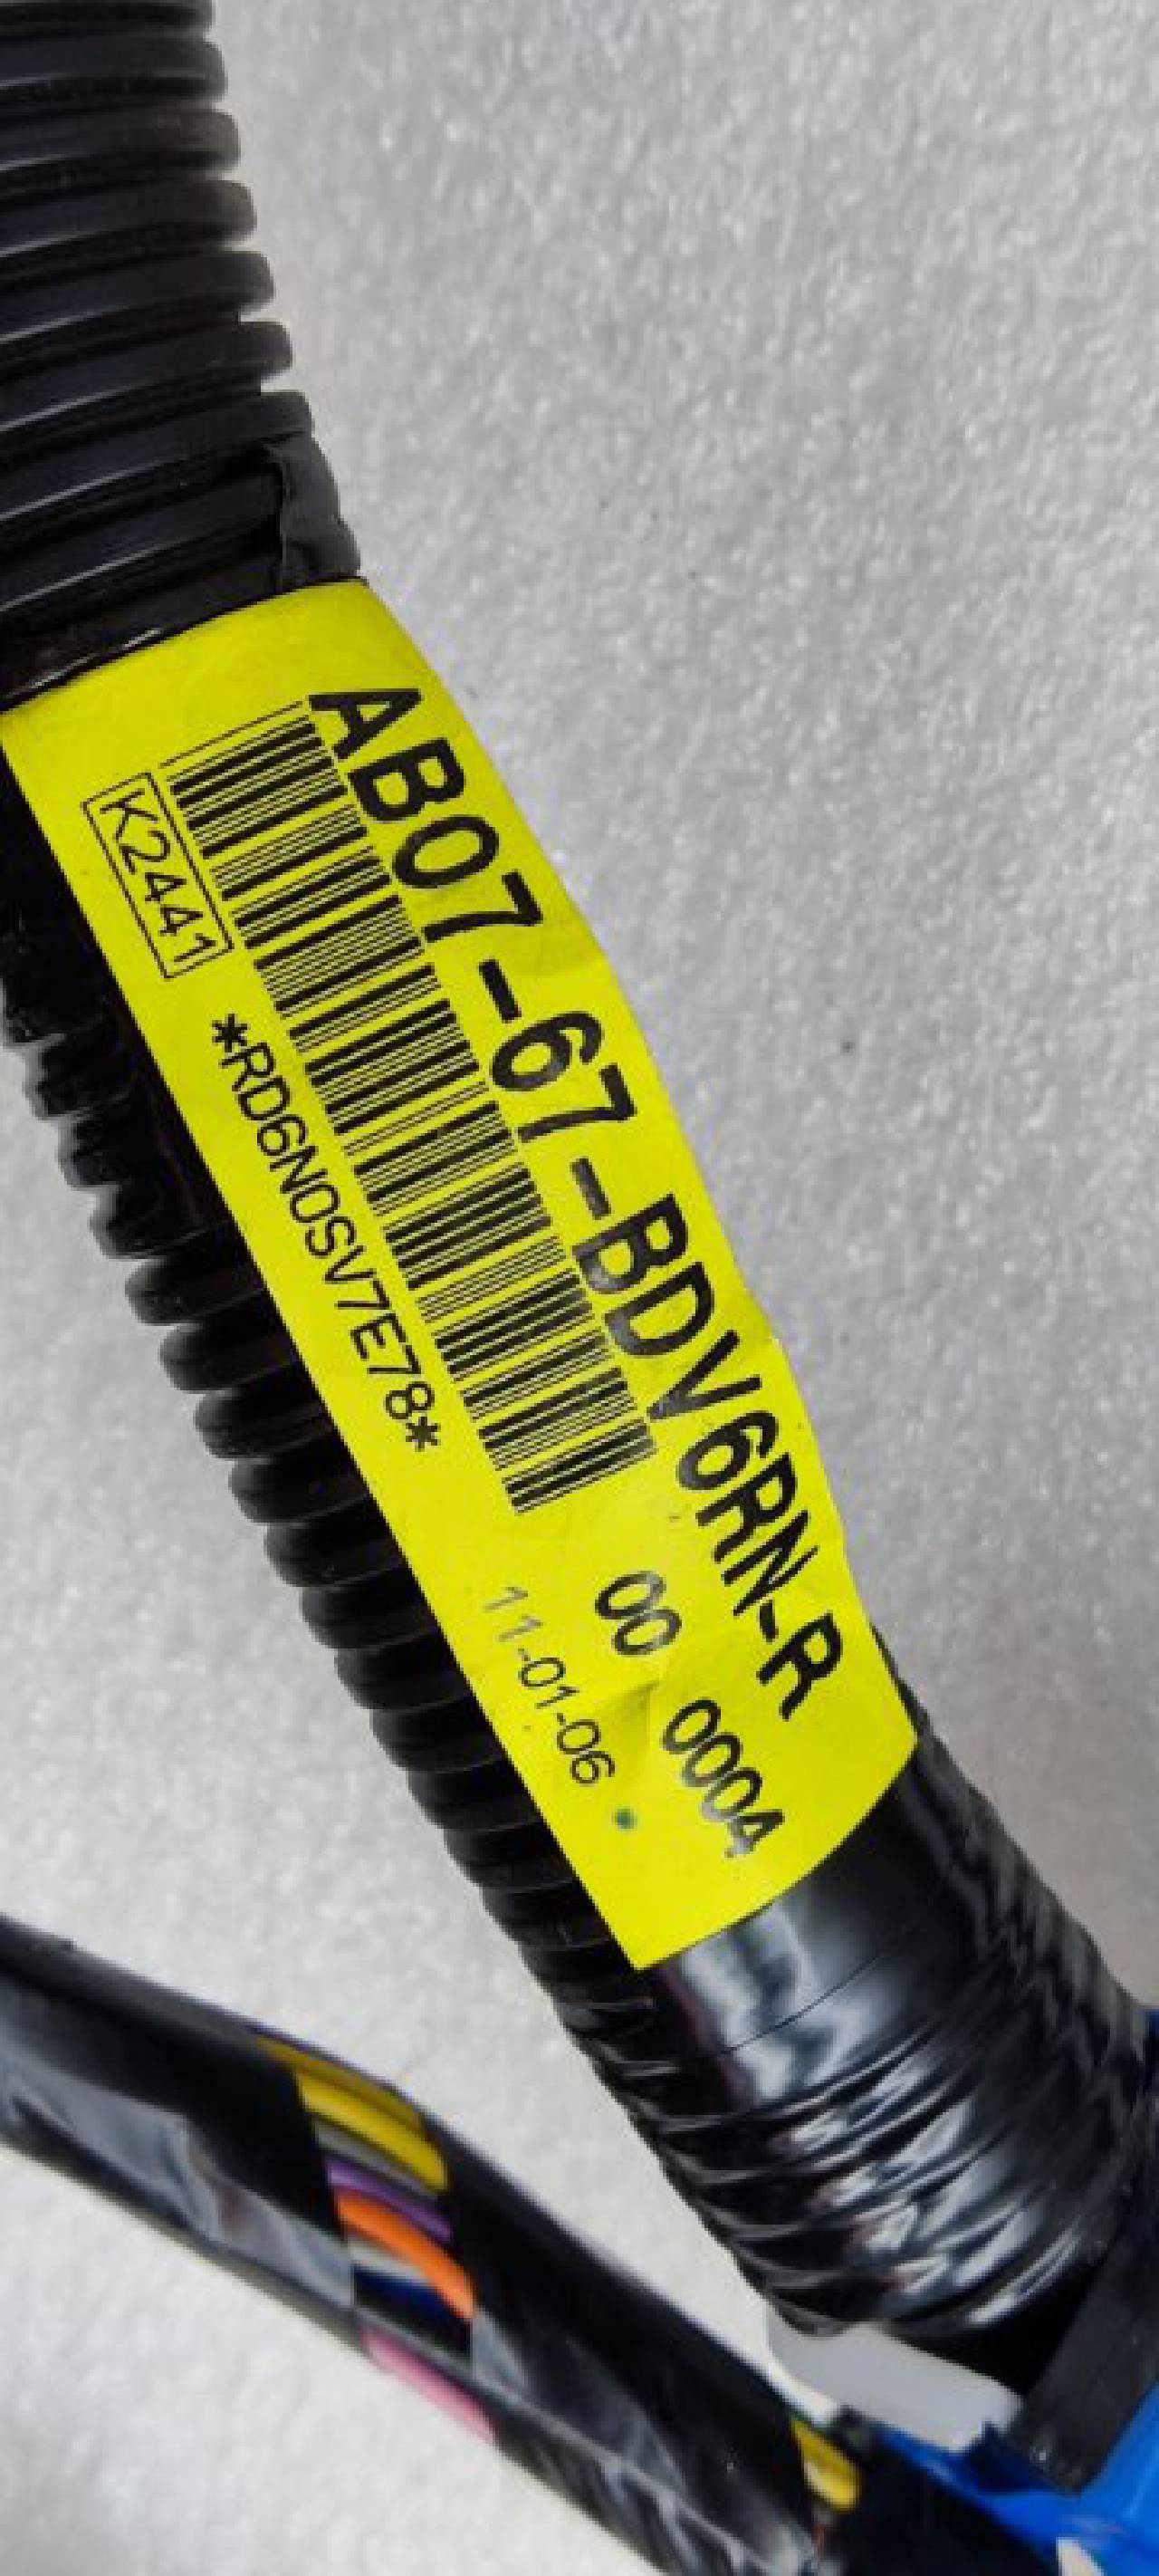 AB07-67-BDV6RN-R
00 0004
K2441
*RD6N0SV7E78*
11-01-06